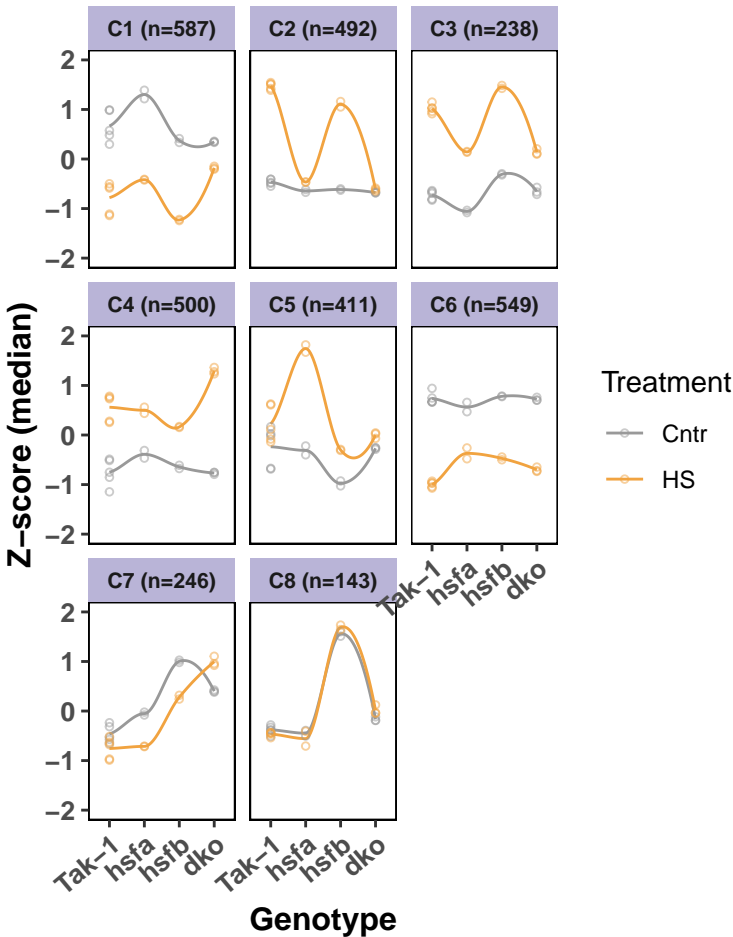 C1 (n=587) C2 (n=492) C3 (n=238)
2
1
0
−1
−2
C4 (n=500) C5 (n=411) C6 (n=549)
2
1
0
−1
−2
Tak−1 hsfa hsfb dko
C7 (n=246) C8 (n=143)
2
1
0
−1
−2
Tak−1 hsfa hsfb dko Tak−1 hsfa hsfb dko
Genotype
Z−score (median)
Treatment
Cntr
HS